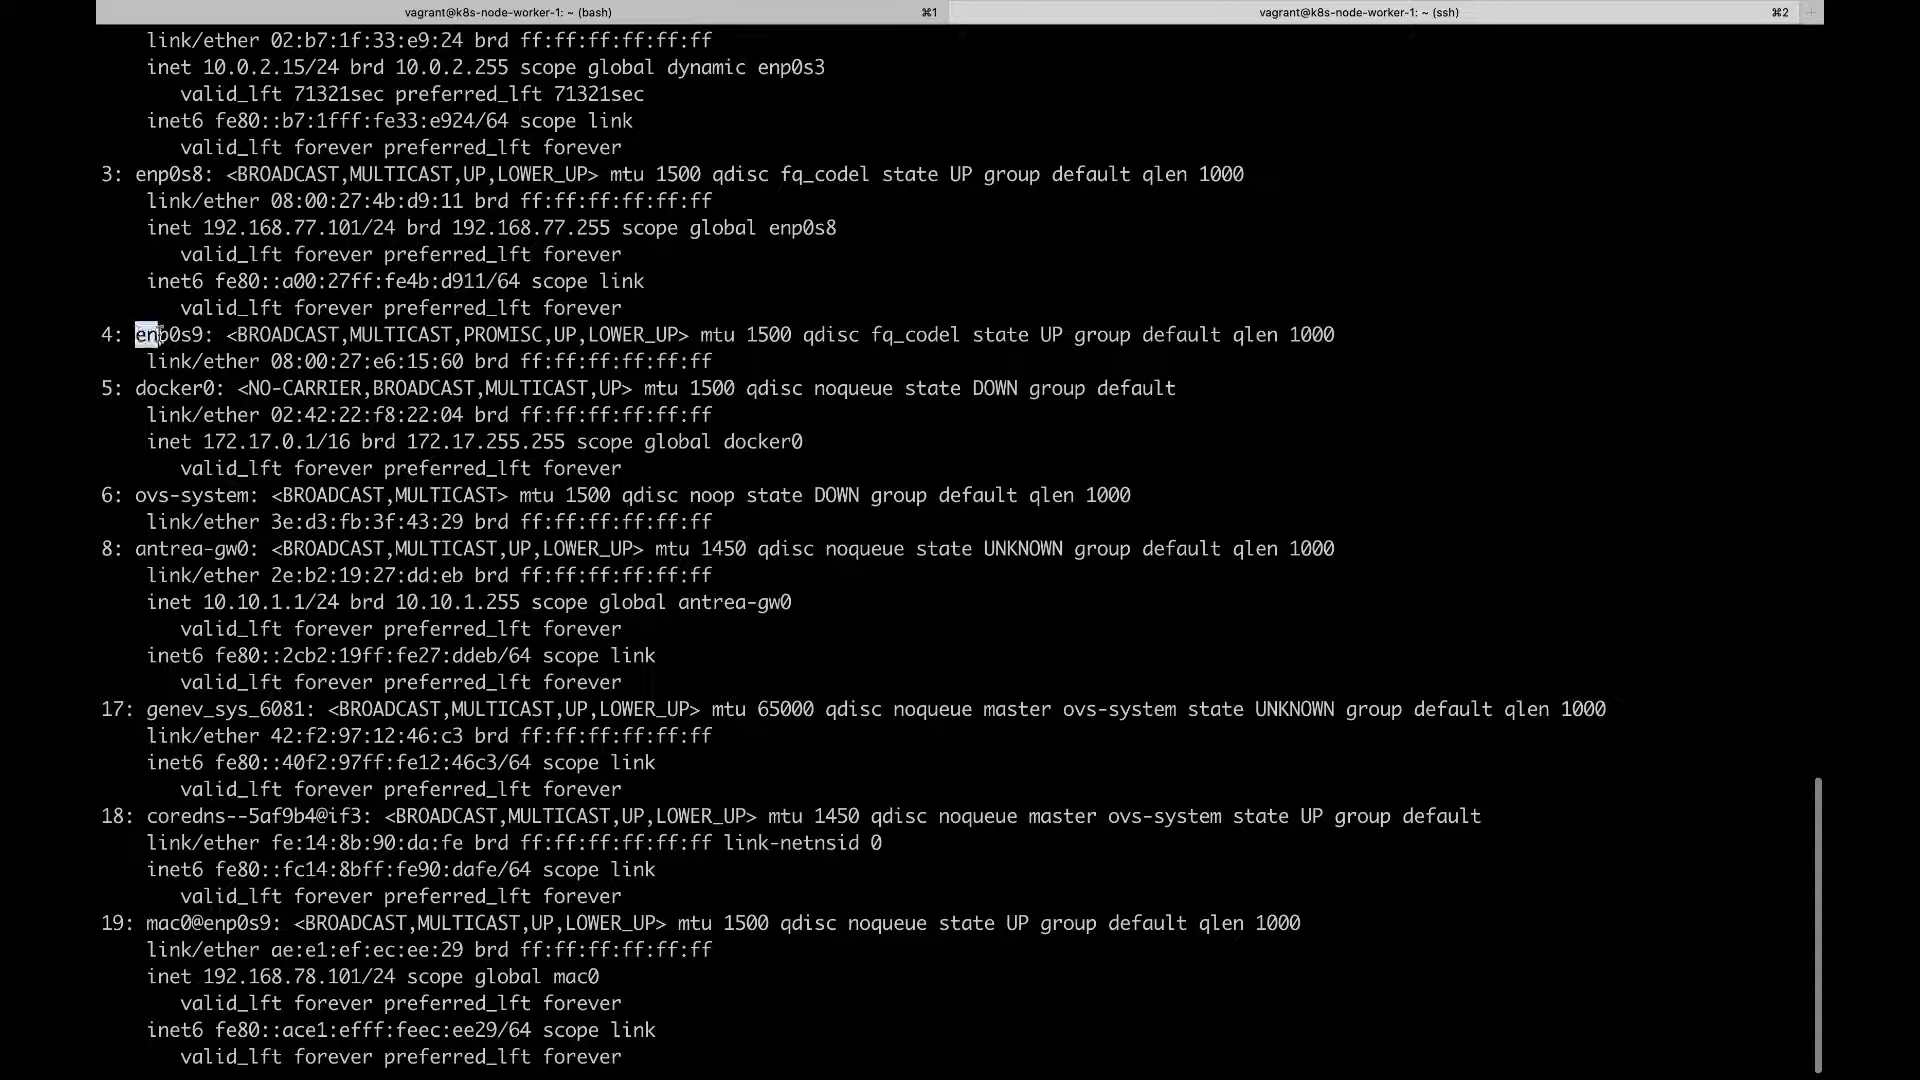 vagrant@k8s-node-worker-1: ~ (bash) ⌘1 vagrant@k8s-node-worker-1: ~ (ssh) ⌘2 +
link/ether 02:b7:1f:33:e9:24 brd ff:ff:ff:ff:ff:ff
inet 10.0.2.15/24 brd 10.0.2.255 scope global dynamic enp0s3
valid_lft 71321sec preferred_lft 71321sec
inet6 fe80::b7:1fff:fe33:e924/64 scope link
valid_lft forever preferred_lft forever
3: enp0s8: <BROADCAST,MULTICAST,UP,LOWER_UP> mtu 1500 qdisc fq_codel state UP group default qlen 1000
link/ether 08:00:27:4b:d9:11 brd ff:ff:ff:ff:ff:ff
inet 192.168.77.101/24 brd 192.168.77.255 scope global enp0s8
valid_lft forever preferred_lft forever
inet6 fe80::a00:27ff:fe4b:d911/64 scope link
valid_lft forever preferred_lft forever
4: enp0s9: <BROADCAST,MULTICAST,PROMISC,UP,LOWER_UP> mtu 1500 qdisc fq_codel state UP group default qlen 1000
link/ether 08:00:27:e6:15:60 brd ff:ff:ff:ff:ff:ff
5: docker0: <NO-CARRIER,BROADCAST,MULTICAST,UP> mtu 1500 qdisc noqueue state DOWN group default
link/ether 02:42:22:f8:22:04 brd ff:ff:ff:ff:ff:ff
inet 172.17.0.1/16 brd 172.17.255.255 scope global docker0
valid_lft forever preferred_lft forever
6: ovs-system: <BROADCAST,MULTICAST> mtu 1500 qdisc noop state DOWN group default qlen 1000
link/ether 3e:d3:fb:3f:43:29 brd ff:ff:ff:ff:ff:ff
8: antrea-gw0: <BROADCAST,MULTICAST,UP,LOWER_UP> mtu 1450 qdisc noqueue state UNKNOWN group default qlen 1000
link/ether 2e:b2:19:27:dd:eb brd ff:ff:ff:ff:ff:ff
inet 10.10.1.1/24 brd 10.10.1.255 scope global antrea-gw0
valid_lft forever preferred_lft forever
inet6 fe80::2cb2:19ff:fe27:ddeb/64 scope link
valid_lft forever preferred_lft forever
17: genev_sys_6081: <BROADCAST,MULTICAST,UP,LOWER_UP> mtu 65000 qdisc noqueue master ovs-system state UNKNOWN group default qlen 1000
link/ether 42:f2:97:12:46:c3 brd ff:ff:ff:ff:ff:ff
inet6 fe80::40f2:97ff:fe12:46c3/64 scope link
valid_lft forever preferred_lft forever
18: coredns--5af9b4@if3: <BROADCAST,MULTICAST,UP,LOWER_UP> mtu 1450 qdisc noqueue master ovs-system state UP group default
link/ether fe:14:8b:90:da:fe brd ff:ff:ff:ff:ff:ff link-netnsid 0
inet6 fe80::fc14:8bff:fe90:dafe/64 scope link
valid_lft forever preferred_lft forever
19: mac0@enp0s9: <BROADCAST,MULTICAST,UP,LOWER_UP> mtu 1500 qdisc noqueue state UP group default qlen 1000
link/ether ae:e1:ef:ec:ee:29 brd ff:ff:ff:ff:ff:ff
inet 192.168.78.101/24 scope global mac0
valid_lft forever preferred_lft forever
inet6 fe80::ace1:efff:feec:ee29/64 scope link
valid_lft forever preferred_lft forever